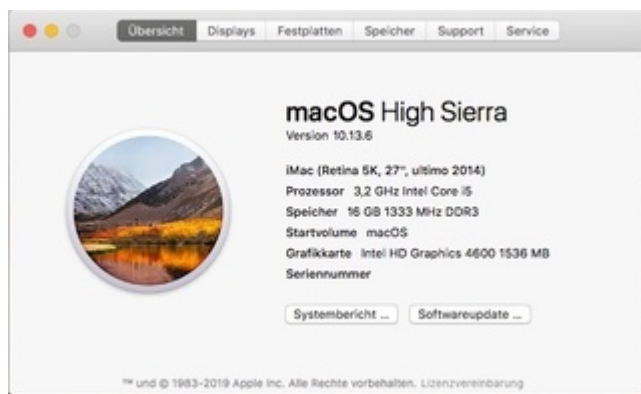 Übersicht Displays Festplatten Speicher Support Service
macOS High Sierra
Version 10.13.6
iMac (Retina 5K, 27", ultimo 2014)
Prozessor 3,2 GHz Intel Core i5
Speicher 16 GB 1333 MHz DDR3
Startvolume macOS
Grafikkarte Intel HD Graphics 4600 1536 MB
Seriennummer
Systembericht ... Softwareupdate ...
™ und © 1983-2019 Apple Inc. Alle Rechte vorbehalten. Lizenzvereinbarung